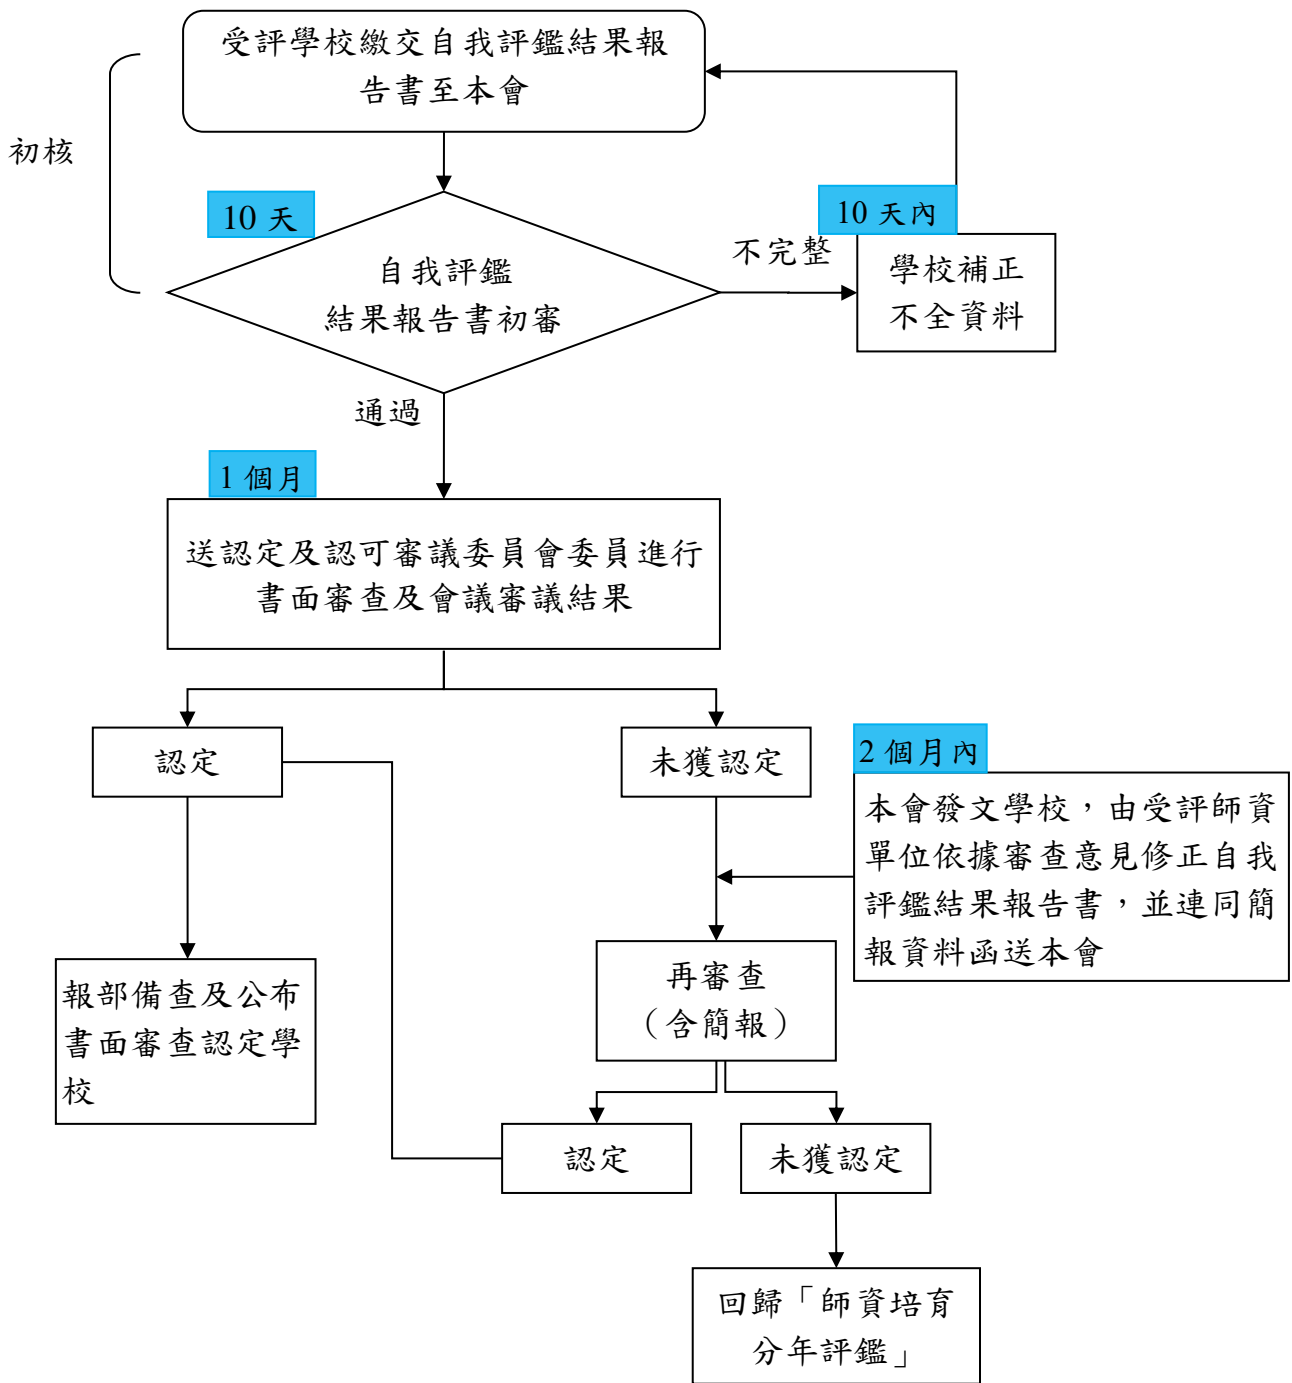 受評學校繳交自我評鑑結果報
告書至本會
初核
10 天
10 天內
自我評鑑
結果報告書初審
不完整
學校補正
不全資料
通過
1 個月
送認定及認可審議委員會委員進行
書面審查及會議審議結果
認定
未獲認定
2 個月內
本會發文學校，由受評師資
單位依據審查意見修正自我
評鑑結果報告書，並連同簡
報資料函送本會
報部備查及公布
書面審查認定學
校
再審查
（含簡報）
認定
未獲認定
回歸「師資培育
分年評鑑」